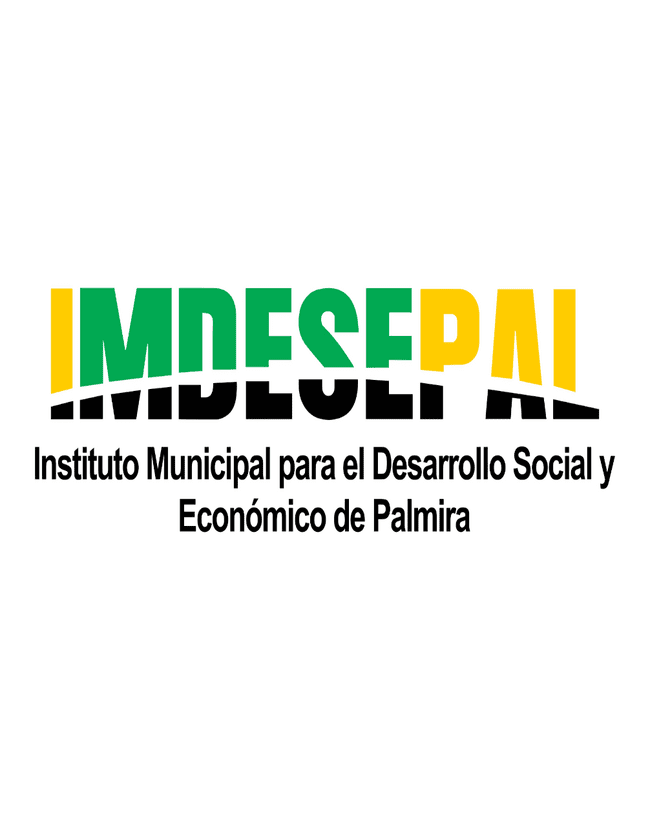 IMDESEPAL
Instituto Municipal para el Desarrollo Social y
Económico de Palmira